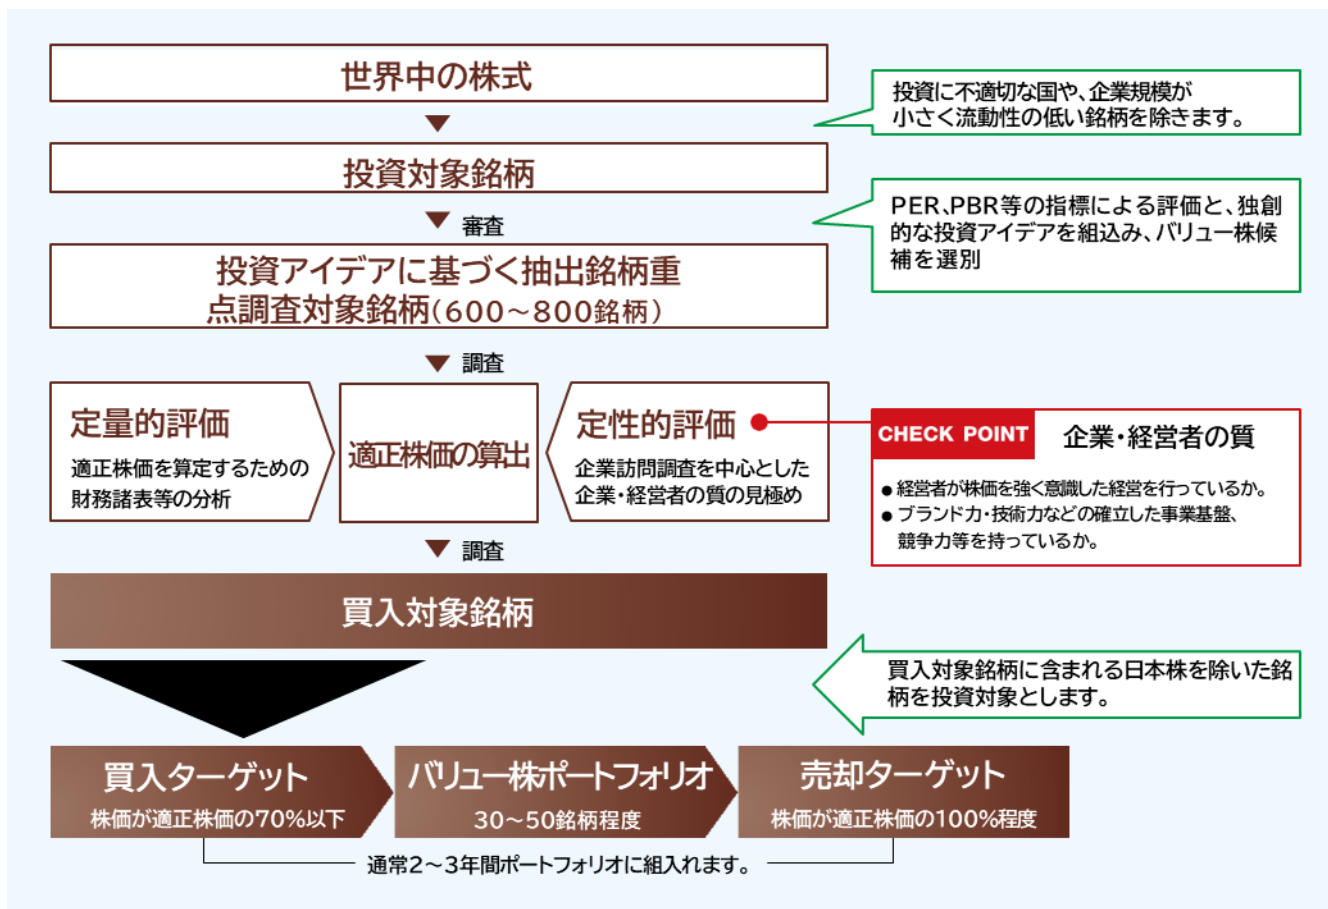 世界中の株式
投資に不適切な国や、企業規模が
小さく流動性の低い銘柄を除きます。
投資対象銘柄
審査
PER、PBR等の指標による評価と、独創
的な投資アイデアを組込み、バリュー株候
補を選別
投資アイデアに基づく抽出銘柄重
点調査対象銘柄(600～800銘柄)
調査
定量的評価
適正株価を算定するための
財務諸表等の分析
適正株価の算出
定性的評価
企業訪問調査を中心とした
企業・経営者の質の見極め
CHECK POINT
企業・経営者の質
● 経営者が株価を強く意識した経営を行っているか。
● ブランド力・技術力などの確立した事業基盤、
競争力等を持っているか。
調査
買入対象銘柄
買入対象銘柄に含まれる日本株を除いた銘
柄を投資対象とします。
買入ターゲット
株価が適正株価の70%以下
バリュー株ポートフォリオ
30～50銘柄程度
売却ターゲット
株価が適正株価の100%程度
通常2～3年間ポートフォリオに組入れます。